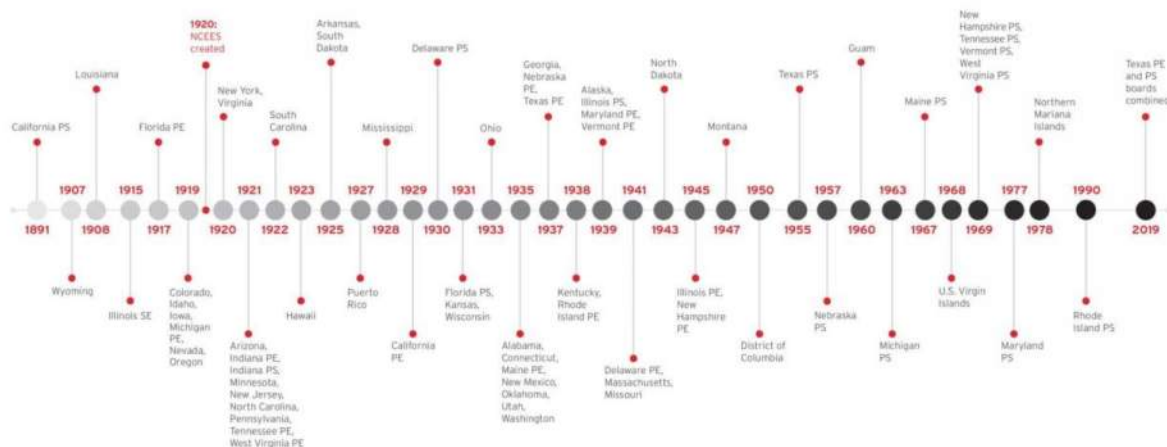 1920:
NCEES
created
Arkansas,
South
Dakota
Delaware PS
Georgia,
Nebraska
PE,
Texas PE
Alaska,
Illinois PS,
Maryland PE,
Vermont PE
North
Dakota
Texas PS
Guam
New
Hampshire PS,
Tennessee PS,
Vermont PS,
West
Virginia PS
Texas PE
and PS
boards
combined
Louisiana
New York,
Virginia
California PS
Florida PE
South
Carolina
Mississippi
Ohio
Montana
Maine PS
Northern
Mariana
Islands
1907 1915 1919 1921 1923 1927 1929 1931 1935 1938 1941 1945 1950 1957 1963 1968 1977 1990
1891 1908 1917 1920 1922 1925 1928 1930 1933 1937 1939 1943 1947 1955 1960 1967 1969 1978 2019
Wyoming
Illinois SE
Colorado,
Idaho,
Iowa,
Michigan
PE,
Nevada,
Oregon
Arizona,
Indiana PE,
Indiana PS,
Minnesota,
New Jersey,
North Carolina,
Pennsylvania,
Tennessee PE,
West Virginia PE
Hawaii
Puerto
Rico
California
PE
Florida PS,
Kansas,
Wisconsin
Alabama,
Connecticut,
Maine PE,
New Mexico,
Oklahoma,
Utah,
Washington
Kentucky,
Rhode
Island PE
Delaware PE,
Massachusetts,
Missouri
Illinois PE,
New
Hampshire
PE
District of
Columbia
Nebraska
PS
Michigan
PS
U.S. Virgin
Islands
Maryland
PS
Rhode
Island PS